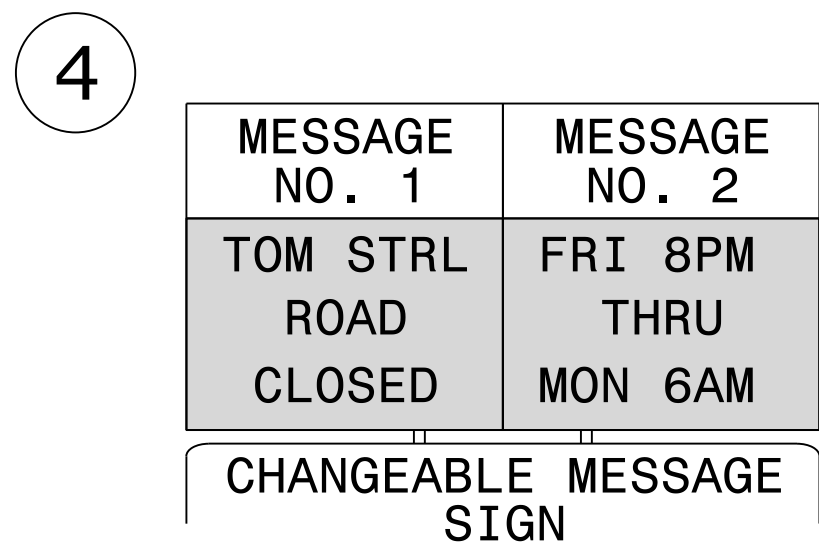 4
MESSAGE NO. 1
MESSAGE NO. 2
TOM STRL
ROAD
CLOSED
FRI 8PM
THRU
MON 6AM
CHANGEABLE MESSAGE
SIGN